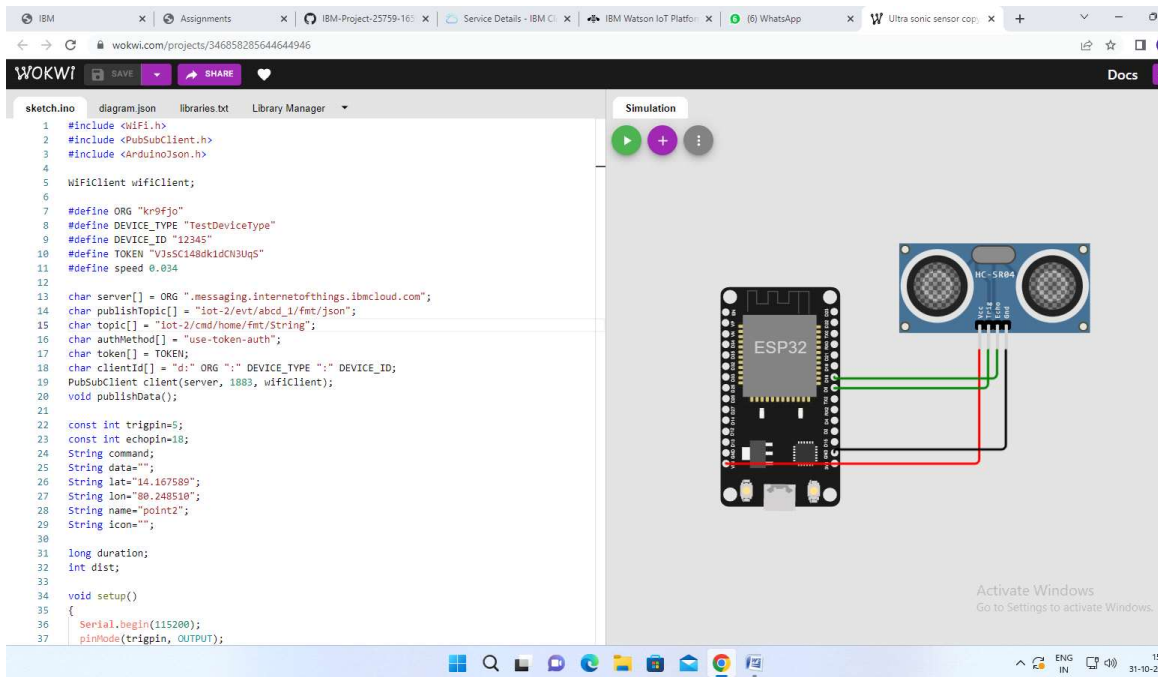 IBM
Assignments
IBM-Project-25759-165
Service Details - IBM Cl
IBM Watson IoT Platfor
(6) WhatsApp
Ultra sonic sensor cop
wokwi.com/projects/346858285644644946
WOKWI
SAVE
SHARE
Docs
sketch.ino
diagram.json
libraries.txt
Library Manager
Simulation
1 #include <WiFi.h>
2 #include <PubSubClient.h>
3 #include <ArduinoJson.h>
4
5 WiFiClient wifiClient;
6
7 #define ORG "kr9fjo"
8 #define DEVICE_TYPE "TestDeviceType"
9 #define DEVICE_ID "12345"
10 #define TOKEN "VJsSC148dk1dCN3UqS"
11 #define speed 0.034
12
13 char server[] = ORG ".messaging.internetofthings.ibmcloud.com";
14 char publishTopic[] = "iot-2/evt/abcd_1/fmt/json";
15 char topic[] = "iot-2/cmd/home/fmt/String";
16 char authMethod[] = "use-token-auth";
17 char token[] = TOKEN;
18 char clientId[] = "d:" ORG ":" DEVICE_TYPE ":" DEVICE_ID;
19 PubSubClient client(server, 1883, wifiClient);
20 void publishData();
21
22 const int trigpin=5;
23 const int echopin=18;
24 String command;
25 String data="";
26 String lat="14.167589";
27 String lon="80.248510";
28 String name="point2";
29 String icon="";
30
31 long duration;
32 int dist;
33
34 void setup()
35 {
36 Serial.begin(115200);
37 pinMode(trigpin, OUTPUT);
HC-SR04
Vcc
Trig
Echo
Gnd
ESP32
Activate Windows
Go to Settings to activate Windows.
ENG
IN
31-10-2